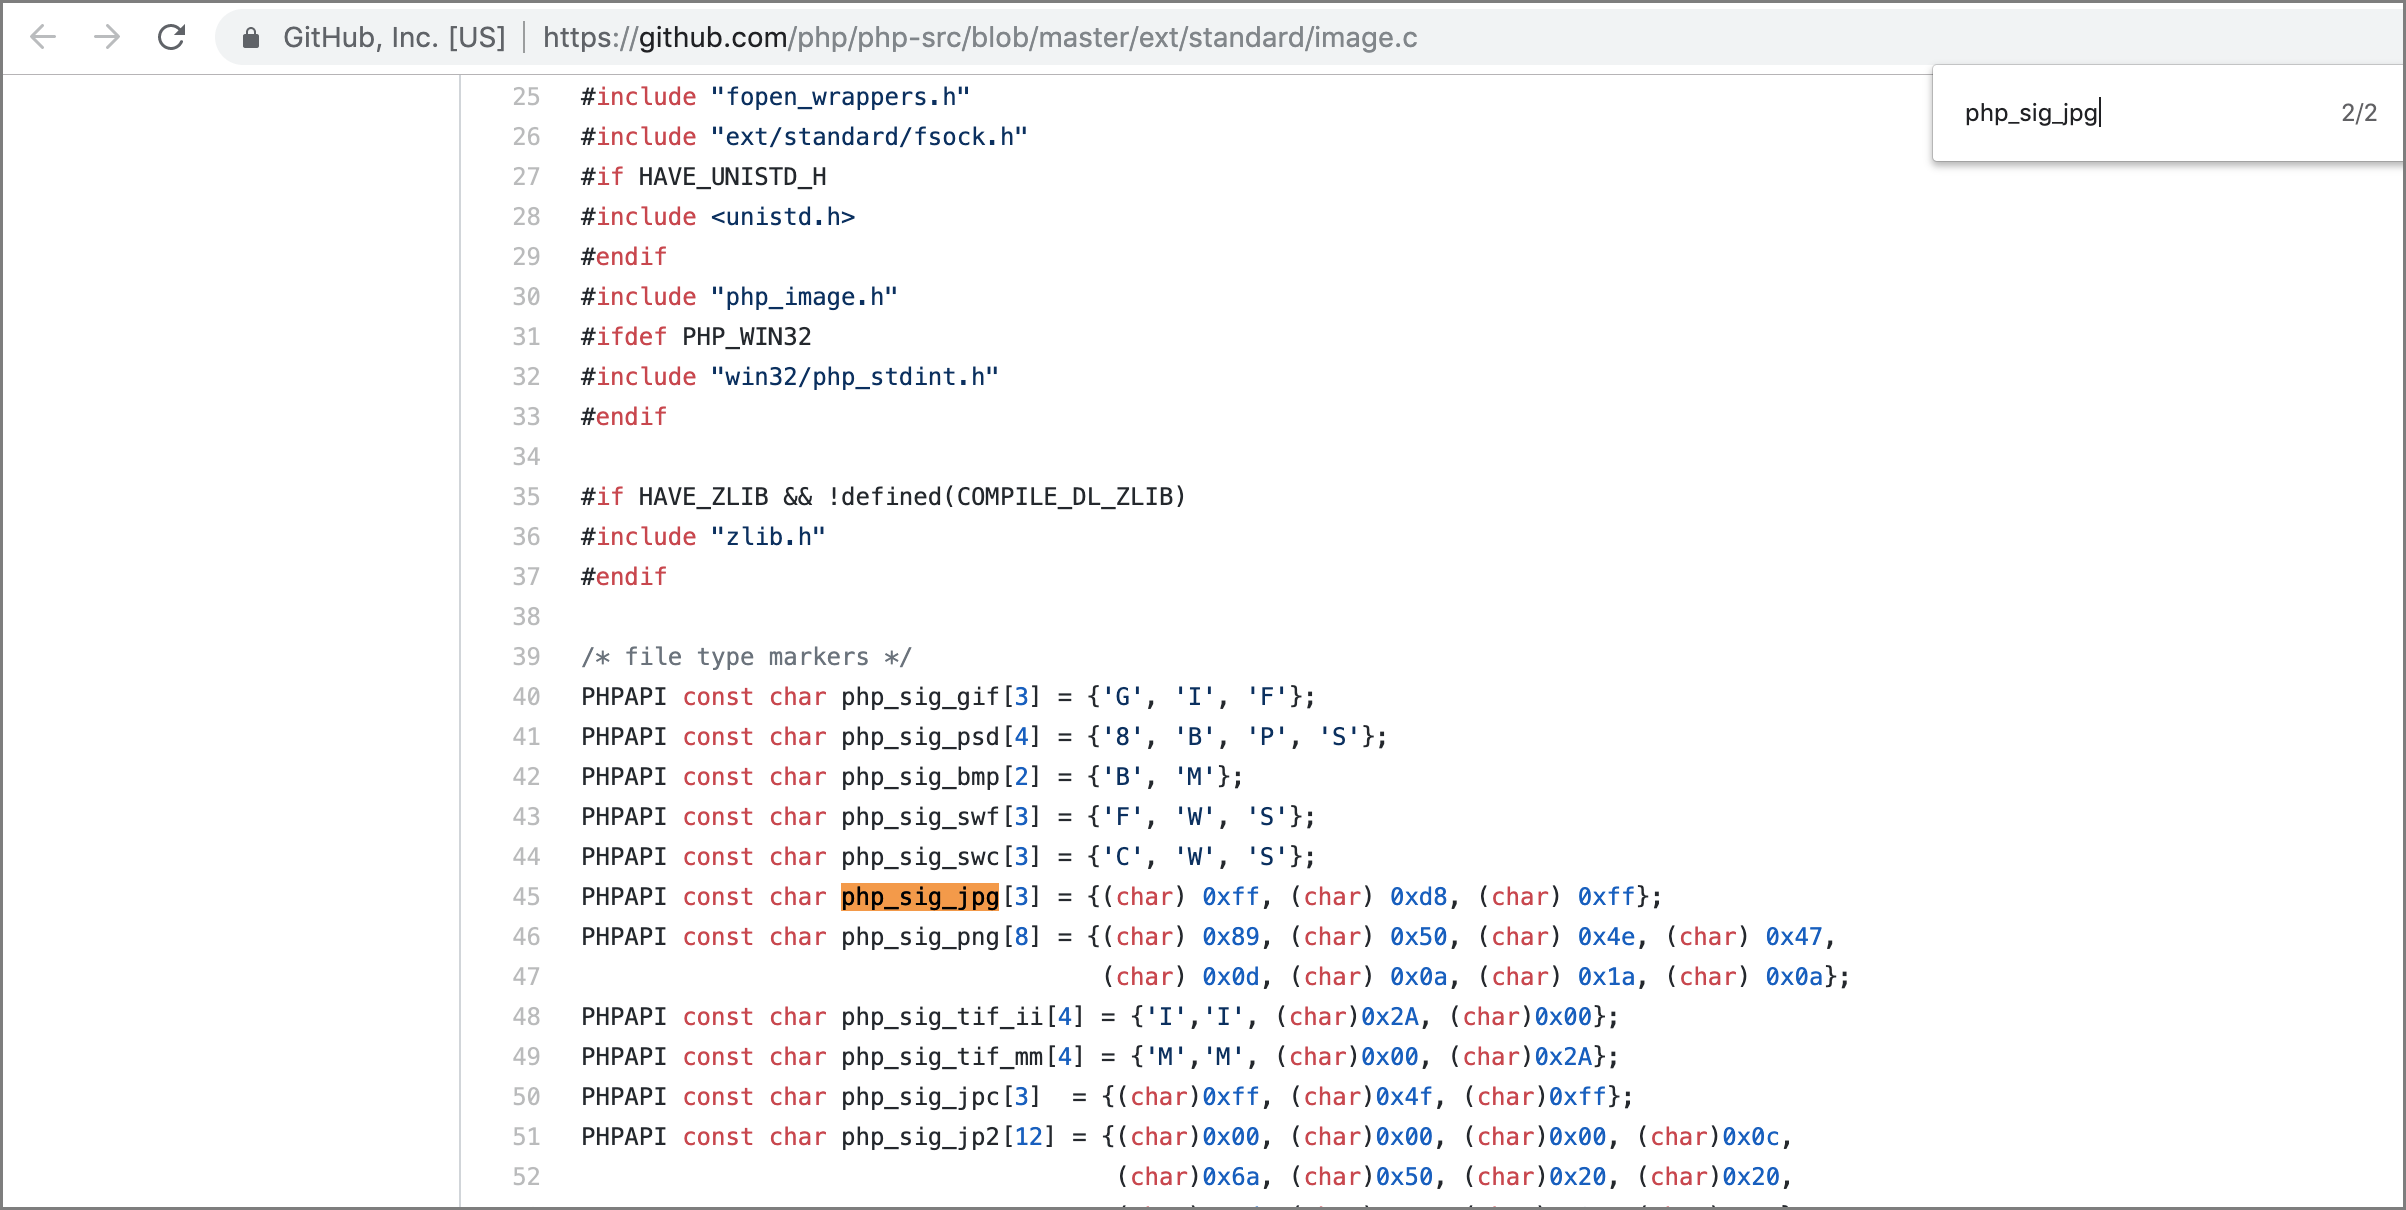 GitHub, Inc. [US] | https://github.com/php/php-src/blob/master/ext/standard/image.c
php_sig_jpg 2/2
25 #include "fopen_wrappers.h"
26 #include "ext/standard/fsock.h"
27 #if HAVE_UNISTD_H
28 #include <unistd.h>
29 #endif
30 #include "php_image.h"
31 #ifdef PHP_WIN32
32 #include "win32/php_stdint.h"
33 #endif
34
35 #if HAVE_ZLIB && !defined(COMPILE_DL_ZLIB)
36 #include "zlib.h"
37 #endif
38
39 /* file type markers */
40 PHPAPI const char php_sig_gif[3] = {'G', 'I', 'F'};
41 PHPAPI const char php_sig_psd[4] = {'8', 'B', 'P', 'S'};
42 PHPAPI const char php_sig_bmp[2] = {'B', 'M'};
43 PHPAPI const char php_sig_swf[3] = {'F', 'W', 'S'};
44 PHPAPI const char php_sig_swc[3] = {'C', 'W', 'S'};
45 PHPAPI const char php_sig_jpg[3] = {(char) 0xff, (char) 0xd8, (char) 0xff};
46 PHPAPI const char php_sig_png[8] = {(char) 0x89, (char) 0x50, (char) 0x4e, (char) 0x47,
47 (char) 0x0d, (char) 0x0a, (char) 0x1a, (char) 0x0a};
48 PHPAPI const char php_sig_tif_ii[4] = {'I','I', (char)0x2A, (char)0x00};
49 PHPAPI const char php_sig_tif_mm[4] = {'M','M', (char)0x00, (char)0x2A};
50 PHPAPI const char php_sig_jpc[3]  = {(char)0xff, (char)0x4f, (char)0xff};
51 PHPAPI const char php_sig_jp2[12] = {(char)0x00, (char)0x00, (char)0x00, (char)0x0c,
52 (char)0x6a, (char)0x50, (char)0x20, (char)0x20,